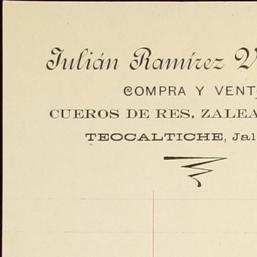 Julián Ramírez V
COMPRA Y VENT
CUEROS DE RES, ZALEA
TEOCALTICHE, Jal